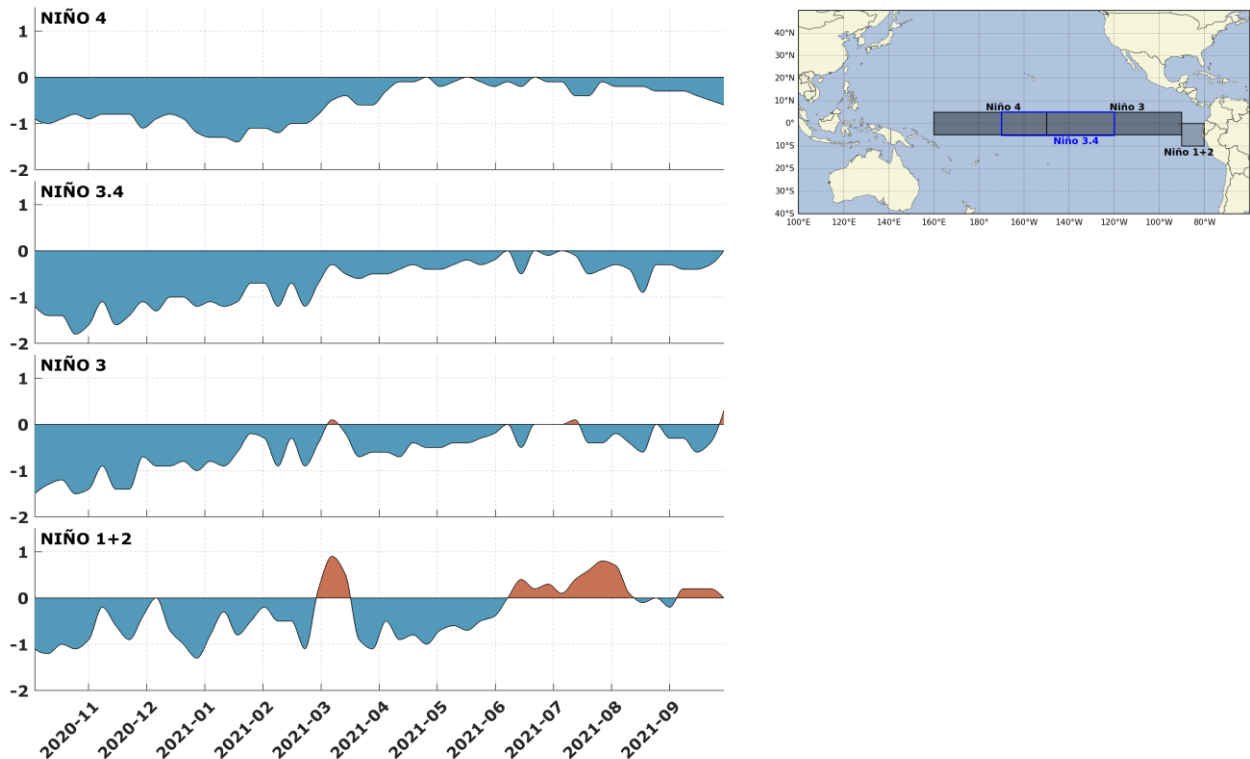 NIÑO 4
1
0
-1
-2
NIÑO 3.4
1
0
-1
-2
NIÑO 3
1
0
-1
-2
NIÑO 1+2
1
0
-1
-2
2020-11
2020-12
2021-01
2021-02
2021-03
2021-04
2021-05
2021-06
2021-07
2021-08
2021-09
40°N
30°N
20°N
10°N
0°
10°S
20°S
30°S
40°S
Niño 4
Niño 3
Niño 3.4
Niño 1+2
100°E
120°E
140°E
160°E
180°
160°W
140°W
120°W
100°W
80°W